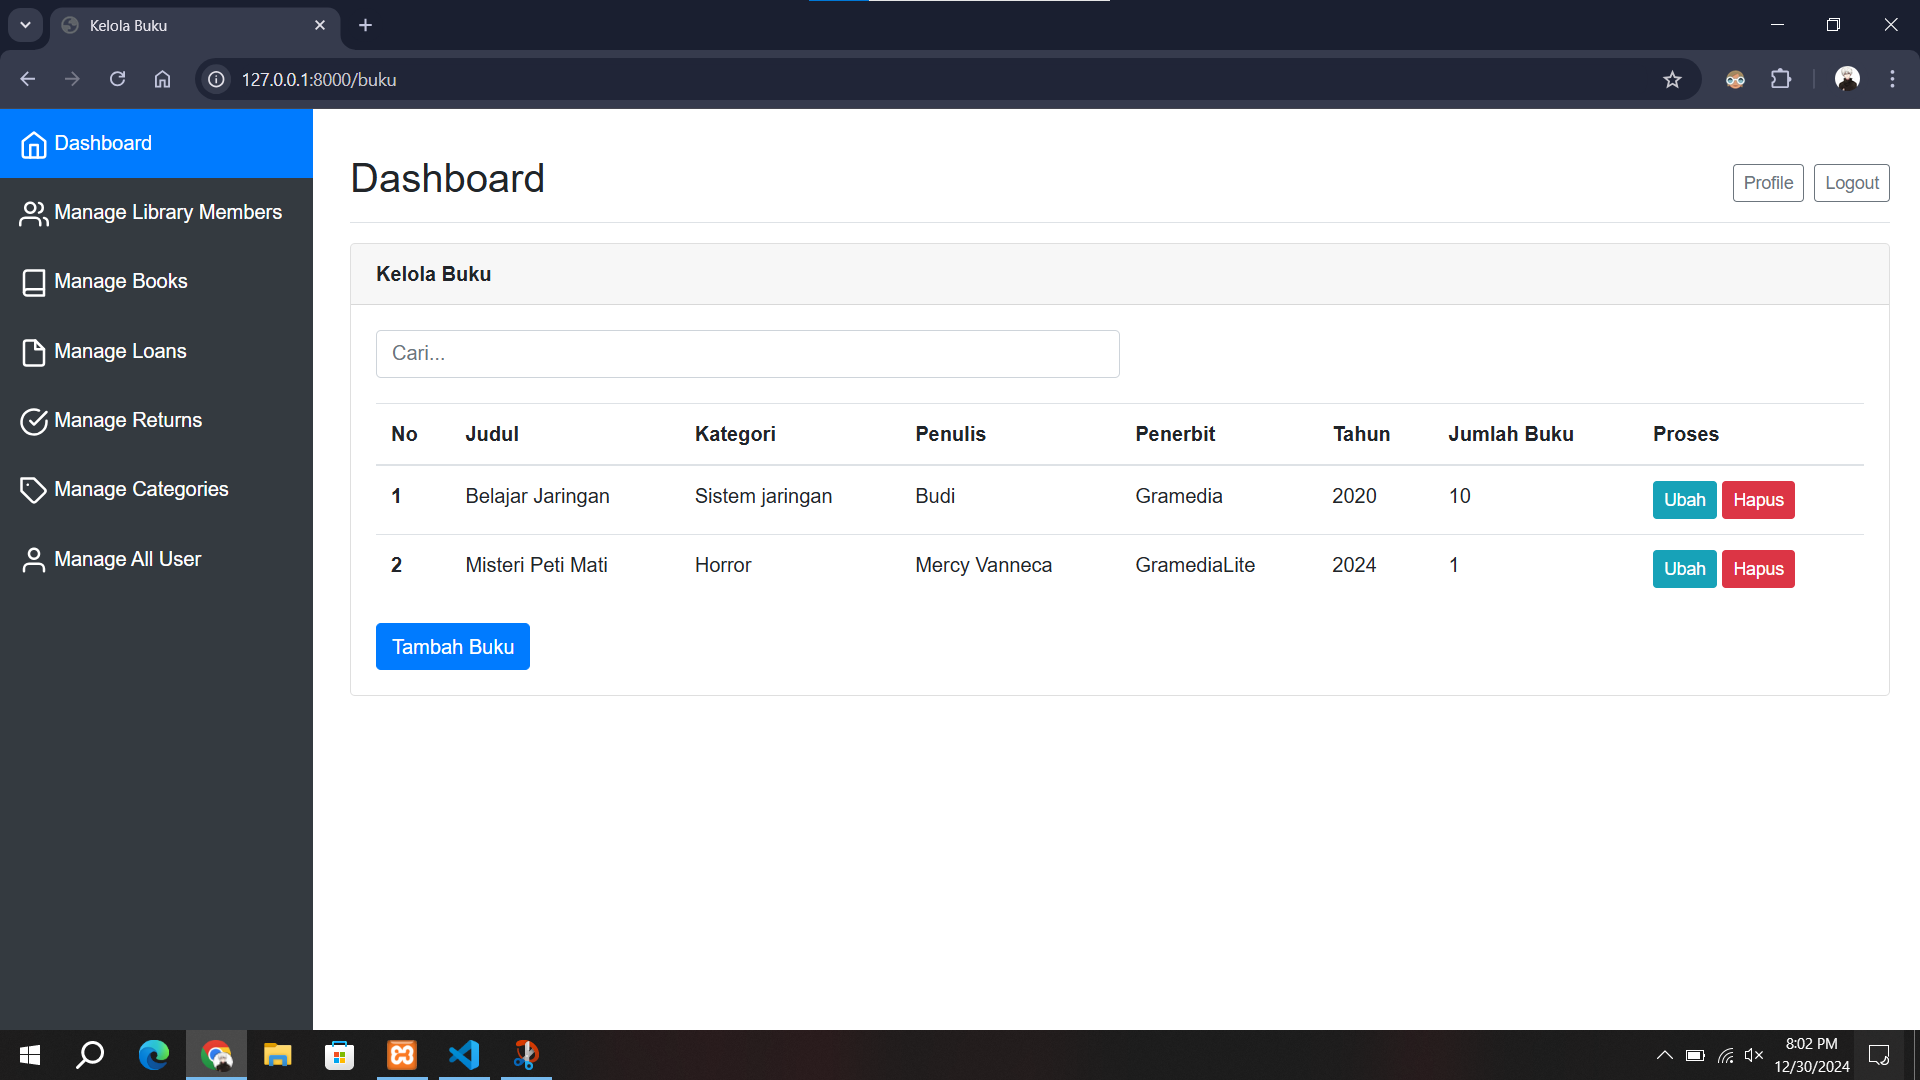 Kelola Buku
127.0.0.1:8000/buku
Dashboard
Manage Library Members
Manage Books
Manage Loans
Manage Returns
Manage Categories
Manage All User
Dashboard
Profile Logout
Kelola Buku
Cari...
No Judul Kategori Penulis Penerbit Tahun Jumlah Buku Proses
1 Belajar Jaringan Sistem jaringan Budi Gramedia 2020 10 Ubah Hapus
2 Misteri Peti Mati Horror Mercy Vanneca GramediaLite 2024 1 Ubah Hapus
Tambah Buku
8:02 PM
12/30/2024